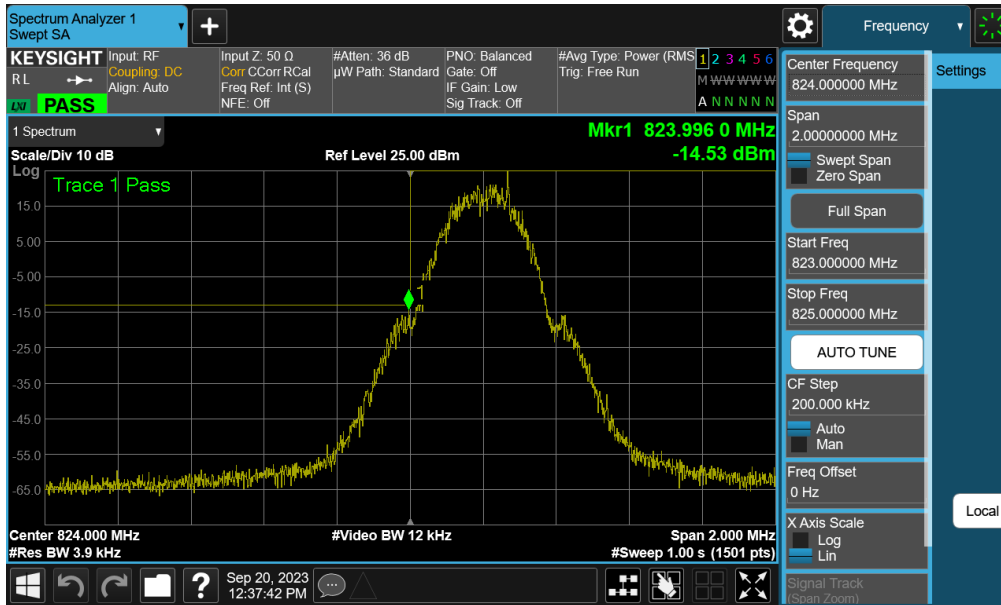 Spectrum Analyzer 1
Swept SA
+
Frequency
KEYSIGHT
RL
LXI PASS
Input: RF
Coupling: DC
Align: Auto
Input Z: 50 Ω
Corr CCorr RCal
Freq Ref: Int (S)
NFE: Off
#Atten: 36 dB
µW Path: Standard
PNO: Balanced
Gate: Off
IF Gain: Low
Sig Track: Off
#Avg Type: Power (RMS
Trig: Free Run
1 2 3 4 5 6
M W W W W W
A N N N N N
1 Spectrum
Scale/Div 10 dB
Ref Level 25.00 dBm
Mkr1 823.996 0 MHz
-14.53 dBm
Log
Trace 1 Pass
15.0
5.00
-5.00
-15.0
-25.0
-35.0
-45.0
-55.0
-65.0
1
Center 824.000 MHz
#Res BW 3.9 kHz
#Video BW 12 kHz
Span 2.000 MHz
#Sweep 1.00 s (1501 pts)
Sep 20, 2023
12:37:42 PM
?
Center Frequency
824.000000 MHz
Span
2.00000000 MHz
Swept Span
Zero Span
Full Span
Start Freq
823.000000 MHz
Stop Freq
825.000000 MHz
AUTO TUNE
CF Step
200.000 kHz
Auto
Man
Freq Offset
0 Hz
X Axis Scale
Log
Lin
Signal Track
(Span Zoom)
Settings
Local